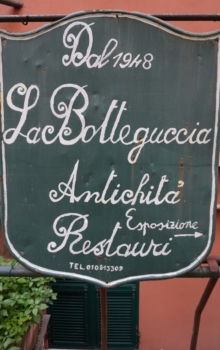 Dal 1948
La Botteguccia
Antichita'
Esposizione
Restauri
TEL. 010813309